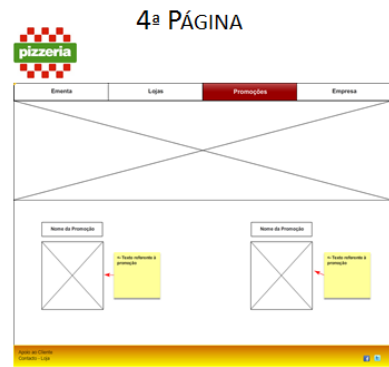 4ª PÁGINA
pizzeria
Ementa Lojas Promoções Empresa
Nome da Promoção Nome da Promoção
<-Texto referente à promoção
<-Texto referente à promoção
Apoio ao Cliente
Contacto - Loja
f